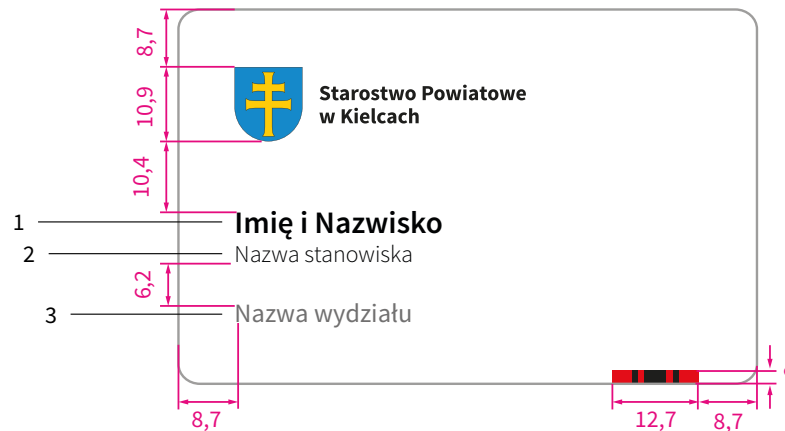 8,7
10,9
Starostwo Powiatowe
w Kielcach
10,4
1 Imię i Nazwisko
2 Nazwa stanowiska
6,2
3 Nazwa wydziału
8,7
12,7
8,7